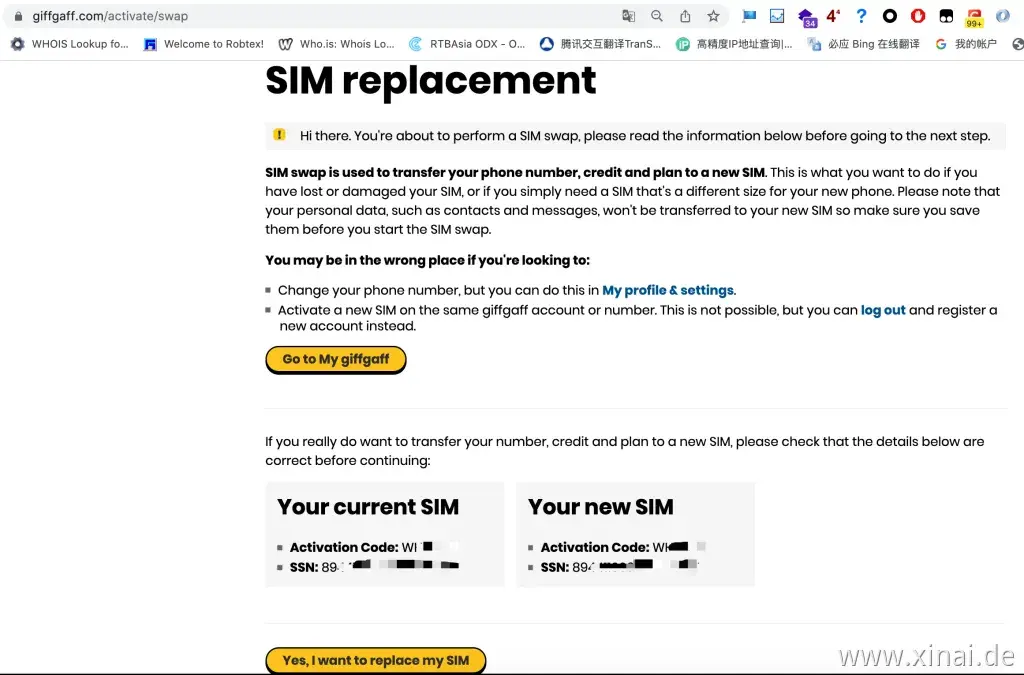 giffgaff.com/activate/swap
34
4⁴
?
99+
WHOIS Lookup fo...
Welcome to Robtex!
Who.is: Whois Lo...
RTBAsia ODX - O...
腾讯交互翻译TranS...
高精度IP地址查询|...
必应 Bing 在线翻译
我的帐户
SIM replacement
Hi there. You're about to perform a SIM swap, please read the information below before going to the next step.
SIM swap is used to transfer your phone number, credit and plan to a new SIM. This is what you want to do if you
have lost or damaged your SIM, or if you simply need a SIM that's a different size for your new phone. Please note that
your personal data, such as contacts and messages, won't be transferred to your new SIM so make sure you save
them before you start the SIM swap.
You may be in the wrong place if you're looking to:
Change your phone number, but you can do this in My profile & settings.
Activate a new SIM on the same giffgaff account or number. This is not possible, but you can log out and register a
new account instead.
Go to My giffgaff
If you really do want to transfer your number, credit and plan to a new SIM, please check that the details below are
correct before continuing:
Your current SIM
Activation Code:
SSN:
Your new SIM
Activation Code:
SSN:
Yes, I want to replace my SIM
www.xinai.de